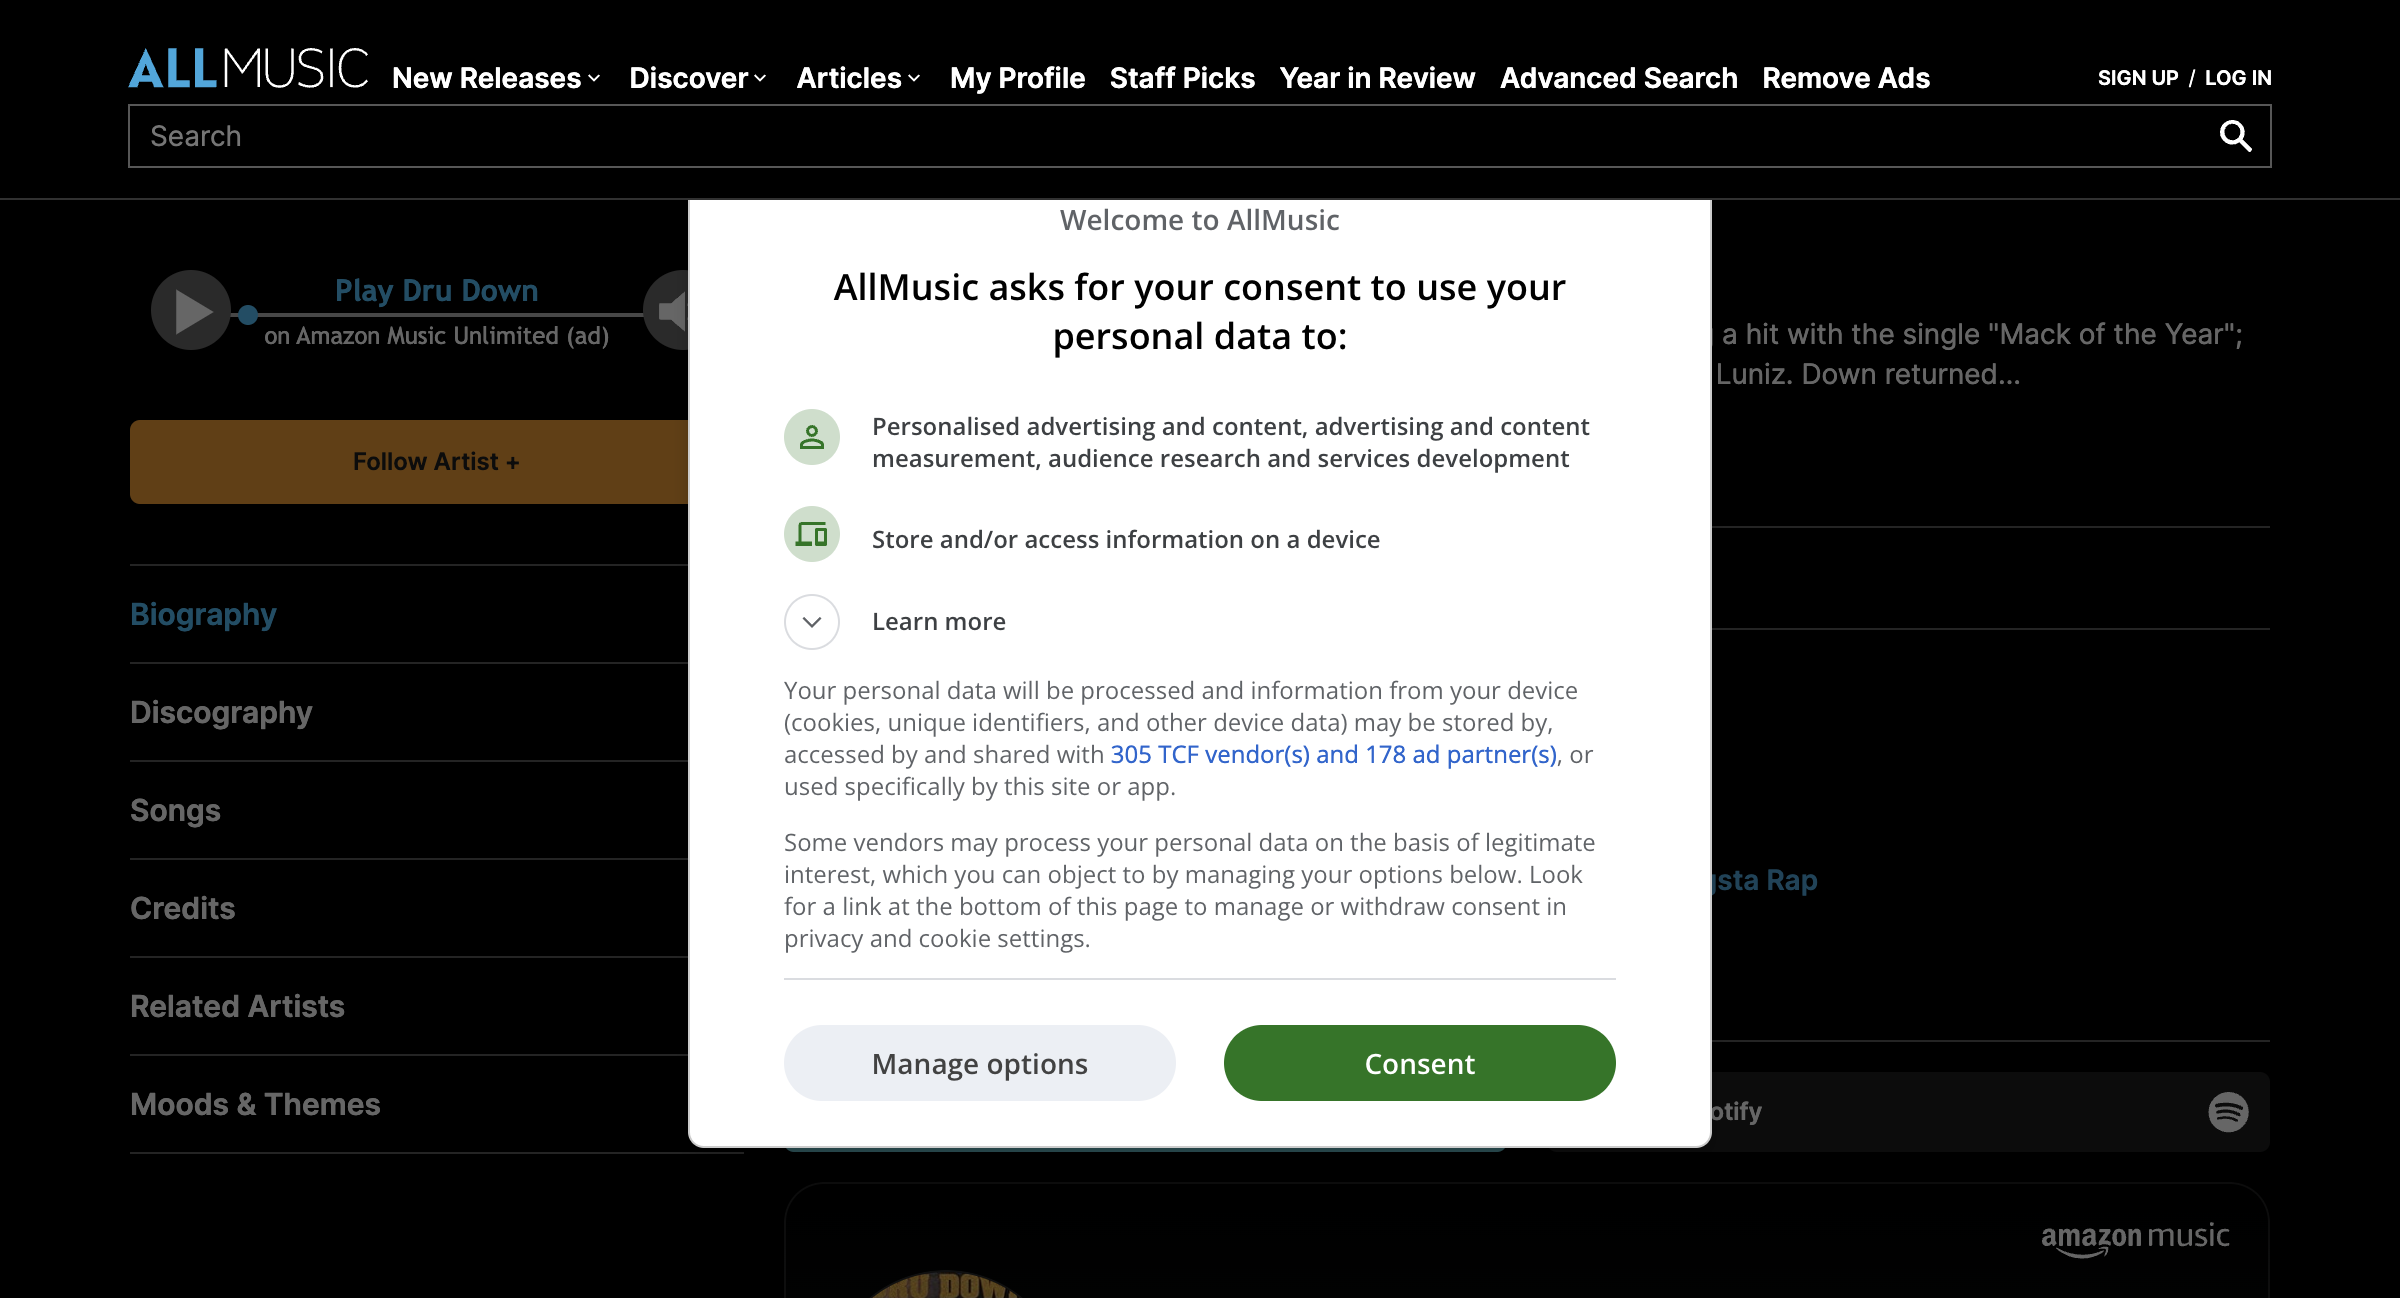 ALLMUSIC
New Releases
Discover
Articles
My Profile
Staff Picks
Year in Review
Advanced Search
Remove Ads
SIGN UP / LOG IN
Search
Play Dru Down
on Amazon Music Unlimited (ad)
Follow Artist +
Biography
Discography
Songs
Credits
Related Artists
Moods & Themes
Welcome to AllMusic
AllMusic asks for your consent to use your
personal data to:
Personalised advertising and content, advertising and content
measurement, audience research and services development
Store and/or access information on a device
Learn more
Your personal data will be processed and information from your device
(cookies, unique identifiers, and other device data) may be stored by,
accessed by and shared with 305 TCF vendor(s) and 178 ad partner(s), or
used specifically by this site or app.
Some vendors may process your personal data on the basis of legitimate
interest, which you can object to by managing your options below. Look
for a link at the bottom of this page to manage or withdraw consent in
privacy and cookie settings.
Manage options
Consent
a hit with the single "Mack of the Year";
Luniz. Down returned...
Rap
amazon music